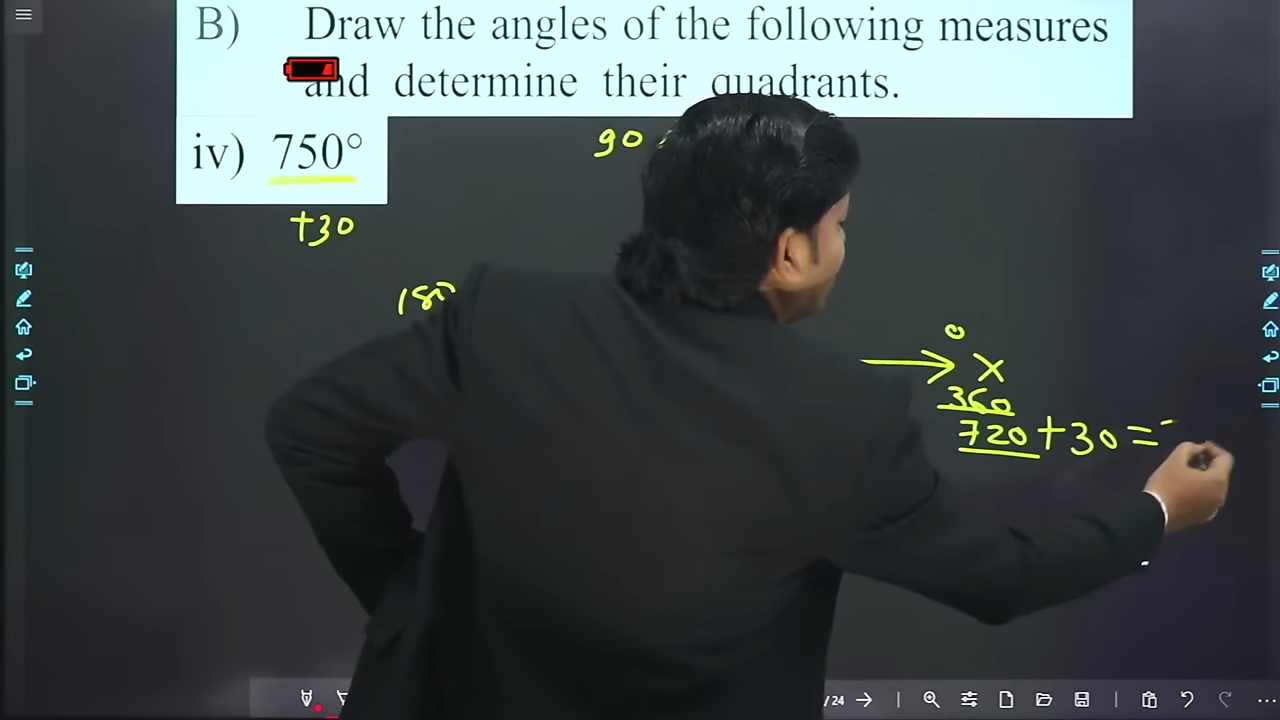 B) Draw the angles of the following measures
and determine their quadrants.
iv) 750°
90
+30
180
0
X
360
720+30=
/24